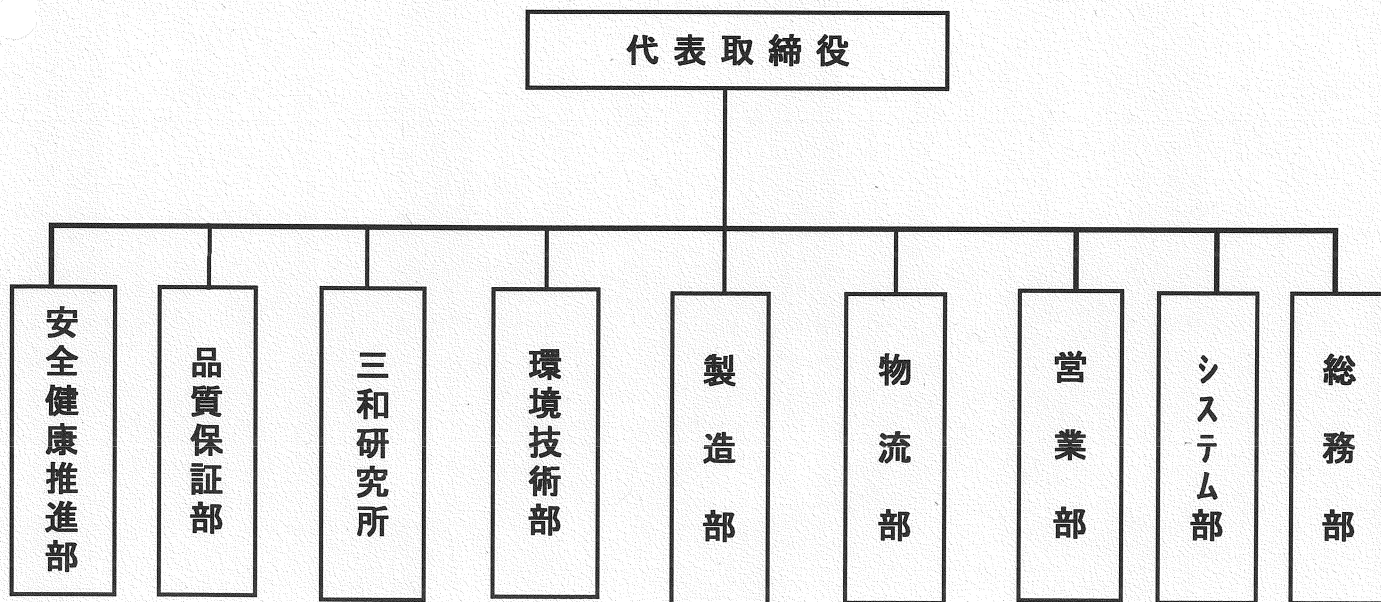 代表取締役
安全健康推進部
品質保証部
三和研究所
環境技術部
製造部
物流部
営業部
システム部
総務部